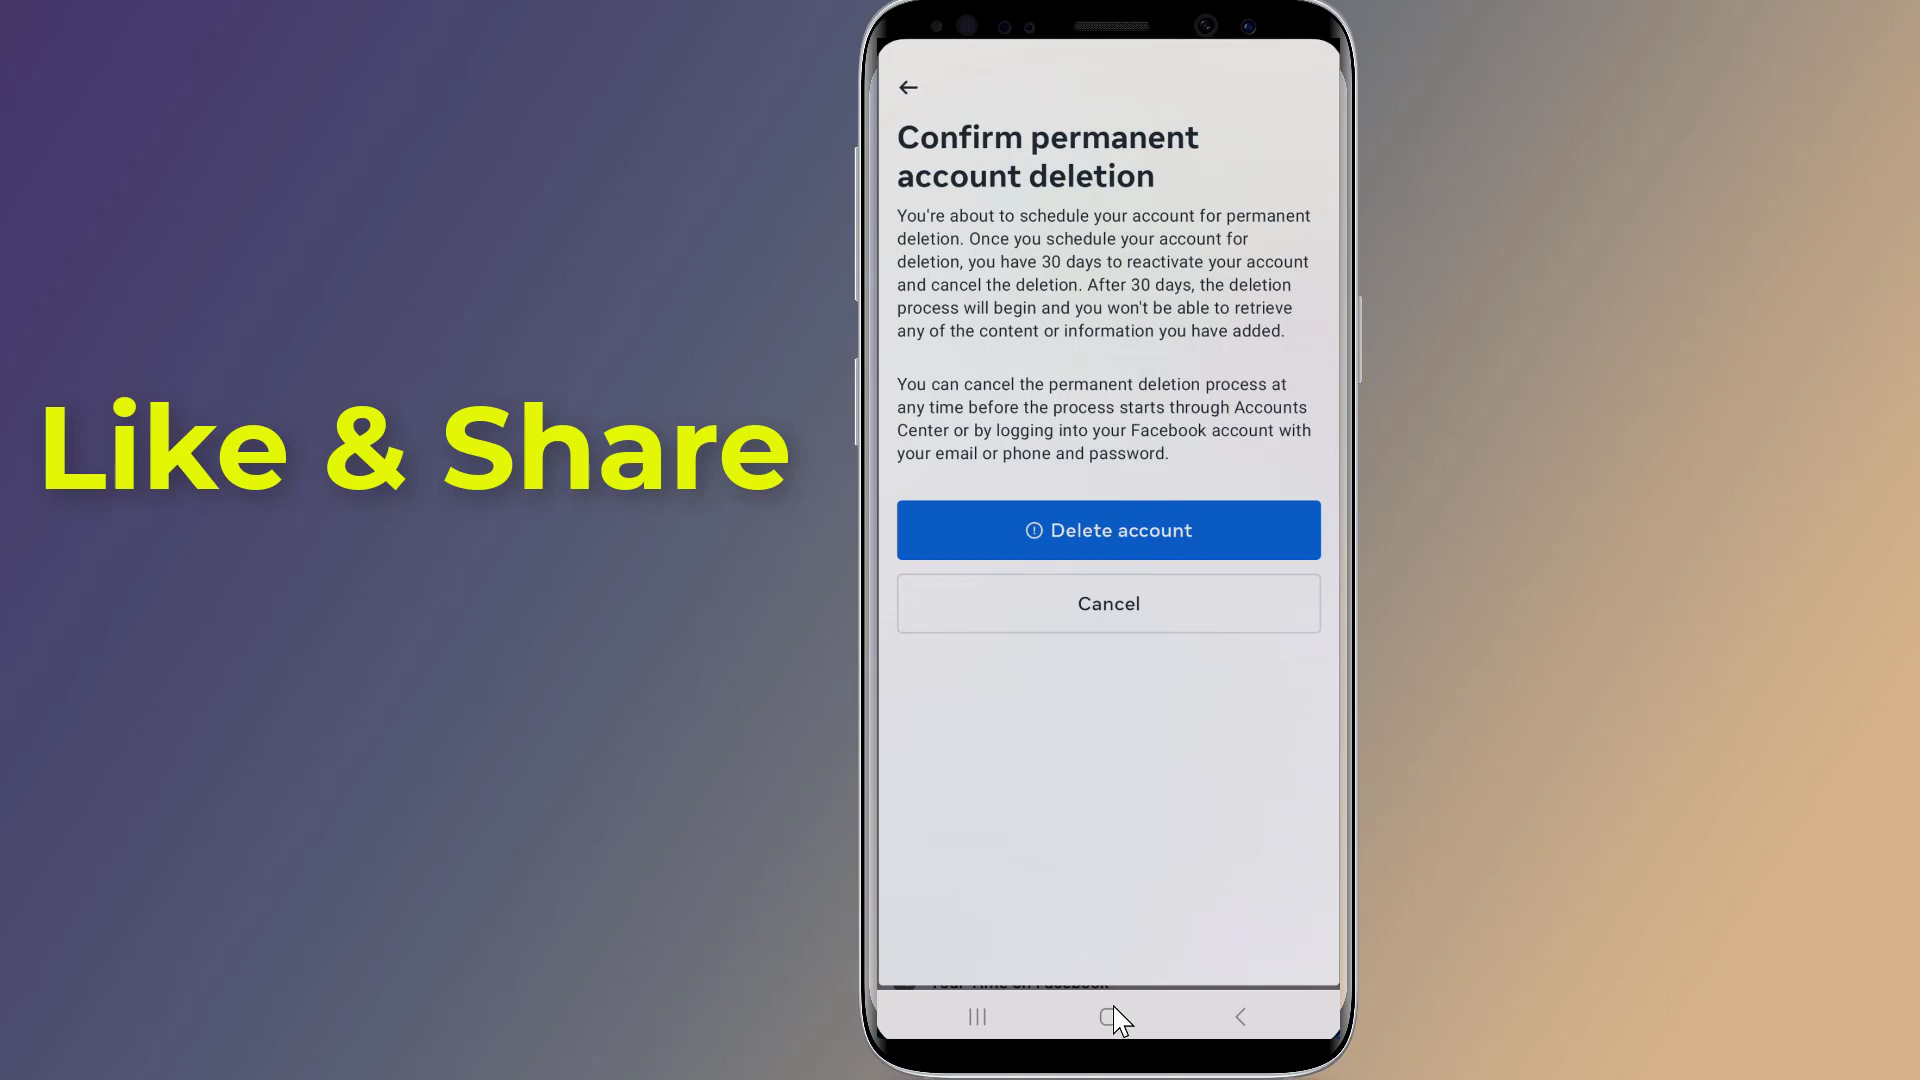 Like & Share
Confirm permanent
account deletion
You're about to schedule your account for permanent
deletion. Once you schedule your account for
deletion, you have 30 days to reactivate your account
and cancel the deletion. After 30 days, the deletion
process will begin and you won't be able to retrieve
any of the content or information you have added.
You can cancel the permanent deletion process at
any time before the process starts through Accounts
Center or by logging into your Facebook account with
your email or phone and password.
Delete account
Cancel
Your Time on Facebook